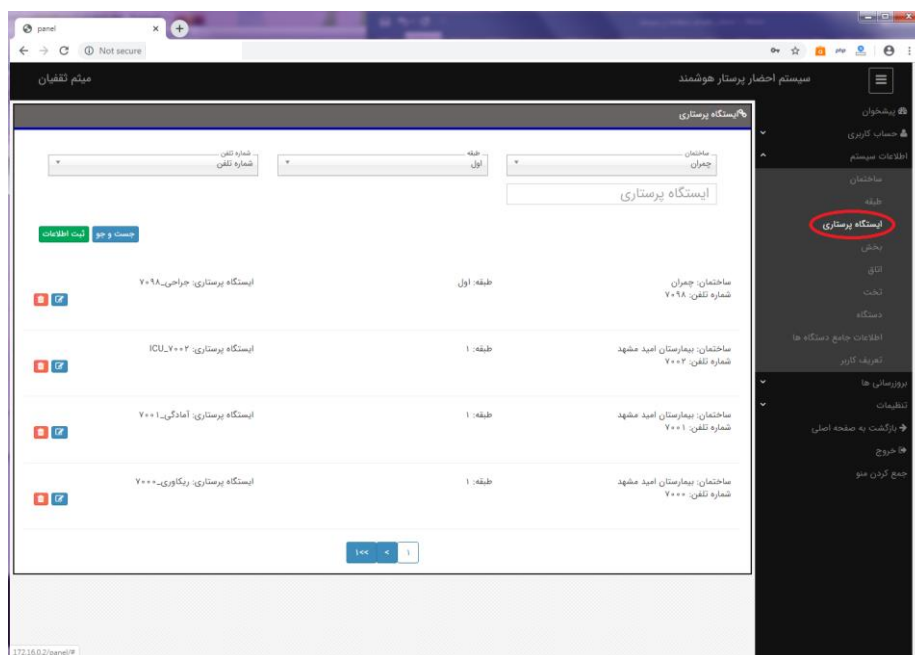 panel
Not secure
سیستم احضار پرستار هوشمند
میثم ثقفیان
پیشخوان
حساب کاربری
اطلاعات سیستم
ساختمان
طبقه
ایستگاه پرستاری
بخش
اتاق
تخت
دستگاه
اطلاعات جامع دستگاه ها
تعریف کاربر
بروزرسانی ها
تنظیمات
بازگشت به صفحه اصلی
خروج
جمع کردن منو
ایستگاه پرستاری
ساختمان
چمران
طبقه
اول
شماره تلفن
شماره تلفن
ایستگاه پرستاری
جست و جو
ثبت اطلاعات
ساختمان: چمران
شماره تلفن: ۷۰۹۸
طبقه: اول
ایستگاه پرستاری: جراحی_۷۰۹۸
ساختمان: بیمارستان امید مشهد
شماره تلفن: ۷۰۰۲
طبقه: ۱
ایستگاه پرستاری: ICU_۷۰۰۲
ساختمان: بیمارستان امید مشهد
شماره تلفن: ۷۰۰۱
طبقه: ۱
ایستگاه پرستاری: آمادگی_۷۰۰۱
ساختمان: بیمارستان امید مشهد
شماره تلفن: ۷۰۰۰
طبقه: ۱
ایستگاه پرستاری: ریکاوری_۷۰۰۰
۱
>
۱<<
172.16.0.2/panel/#